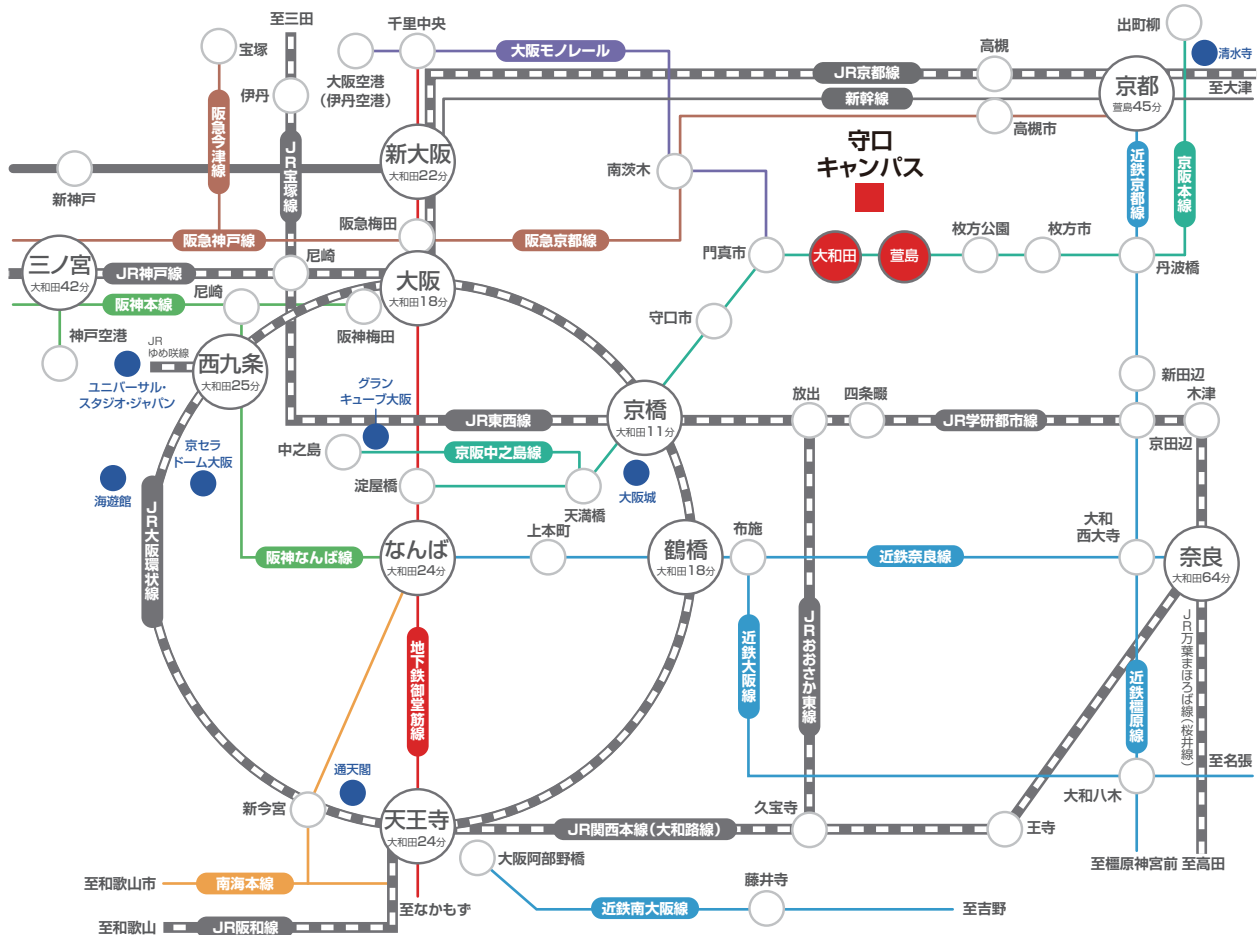 至三田
千里中央
出町柳
宝塚
大阪モノレール
高槻
清水寺
大阪空港
(伊丹空港)
JR京都線
京都
萱島45分
至大津
伊丹
新幹線
阪急今津線
高槻市
守口
キャンパス
JR宝塚線
新大阪
大和田22分
近鉄京都線
京阪本線
南茨木
新神戸
阪急梅田
枚方公園
枚方市
阪急神戸線
阪急京都線
門真市
大和田
萱島
丹波橋
三ノ宮
大和田42分
JR神戸線
尼崎
大阪
大和田18分
尼崎
阪神本線
守口市
神戸空港
JR
ゆめ咲線
阪神梅田
西九条
大和田25分
ユニバーサル・
スタジオ・ジャパン
グラン
キューブ大阪
新田辺
京橋
大和田11分
放出
四条畷
木津
JR東西線
JR学研都市線
京田辺
京セラ
ドーム大阪
中之島
京阪中之島線
海遊館
淀屋橋
天満橋
大阪城
JR大阪環状線
上本町
布施
大和
西大寺
阪神なんば線
なんば
大和田24分
鶴橋
大和田18分
近鉄奈良線
奈良
大和田64分
地下鉄御堂筋線
近鉄大阪線
JRおおさか東線
近鉄橿原線
JR万葉まほろば線(桜井線)
至名張
通天閣
大和八木
新今宮
天王寺
大和田24分
久宝寺
JR関西本線(大和路線)
王寺
大阪阿部野橋
至橿原神宮前
至高田
至和歌山市
南海本線
藤井寺
至なかもず
近鉄南大阪線
至吉野
至和歌山
JR阪和線